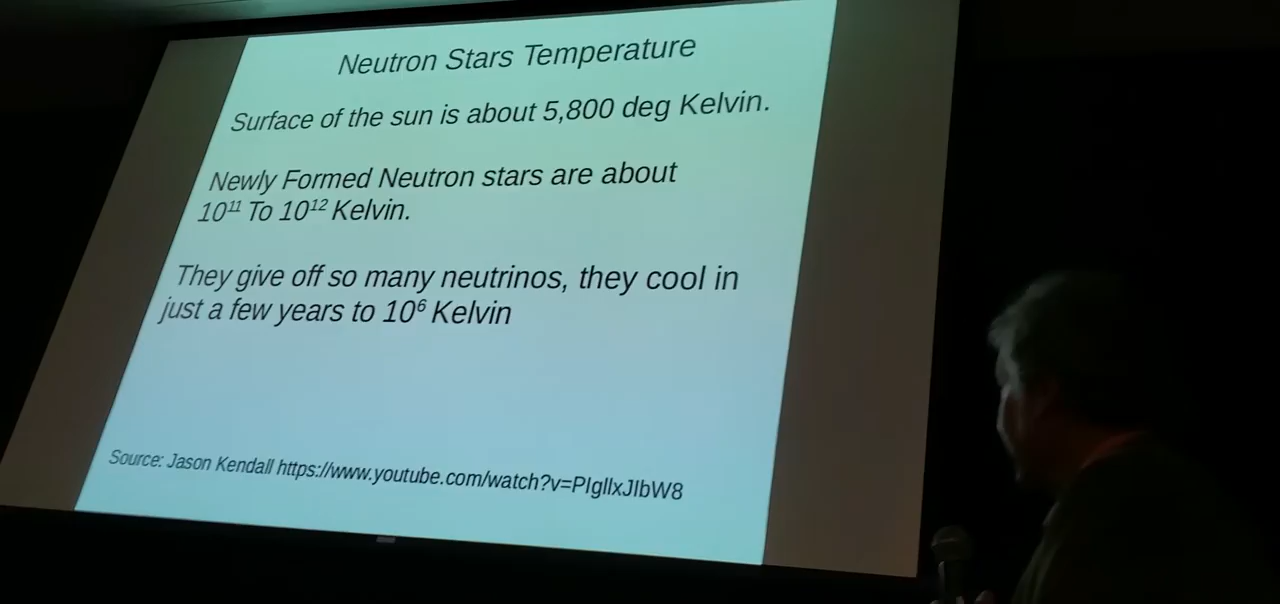 Neutron Stars Temperature
Surface of the sun is about 5,800 deg Kelvin.
Newly Formed Neutron stars are about
10¹¹ To 10¹² Kelvin.
They give off so many neutrinos, they cool in
just a few years to 10⁶ Kelvin
Source: Jason Kendall https://www.youtube.com/watch?v=PIgllxJIbW8